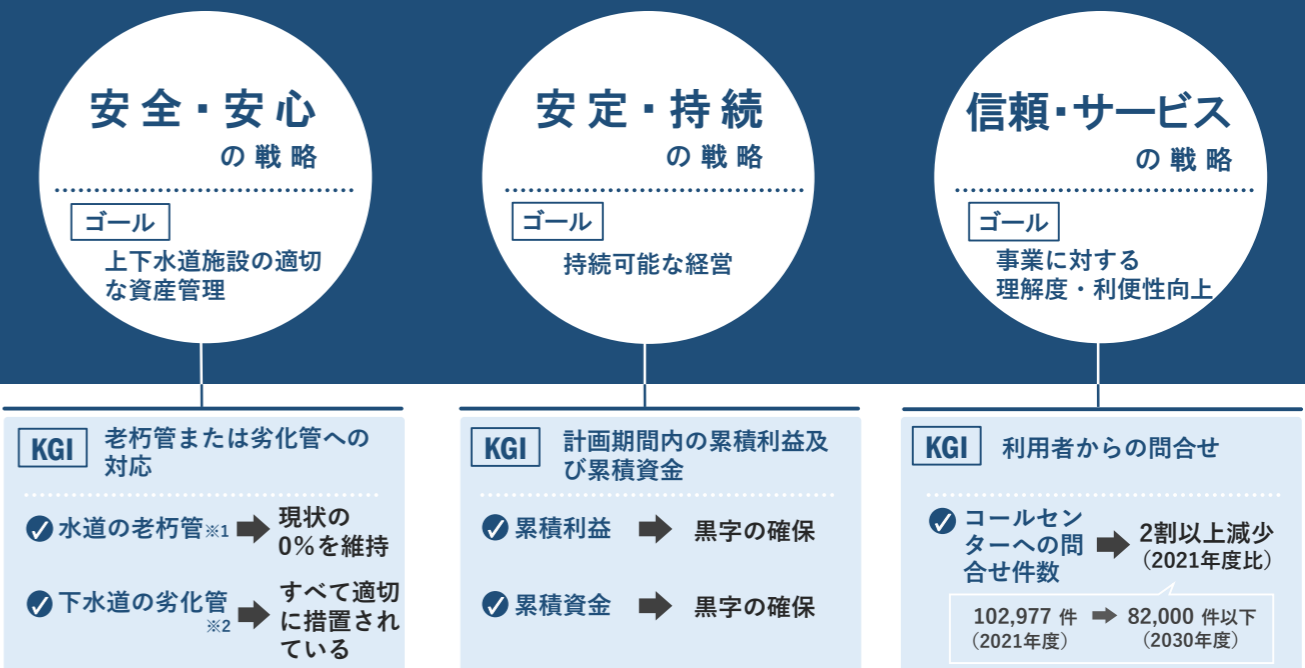 安全・安心
の戦略
ゴール
上下水道施設の適切
な資産管理
KGI
老朽管または劣化管への
対応
水道の老朽管※1
現状の
0%を維持
下水道の劣化管
※2
すべて適切
に措置され
ている
安定・持続
の戦略
ゴール
持続可能な経営
KGI
計画期間内の累積利益及
び累積資金
累積利益
黒字の確保
累積資金
黒字の確保
信頼・サービス
の戦略
ゴール
事業に対する
理解度・利便性向上
KGI
利用者からの問合せ
コールセン
ターへの問
合せ件数
2割以上減少
（2021年度比）
102,977 件
（2021年度）
82,000 件以下
（2030年度）